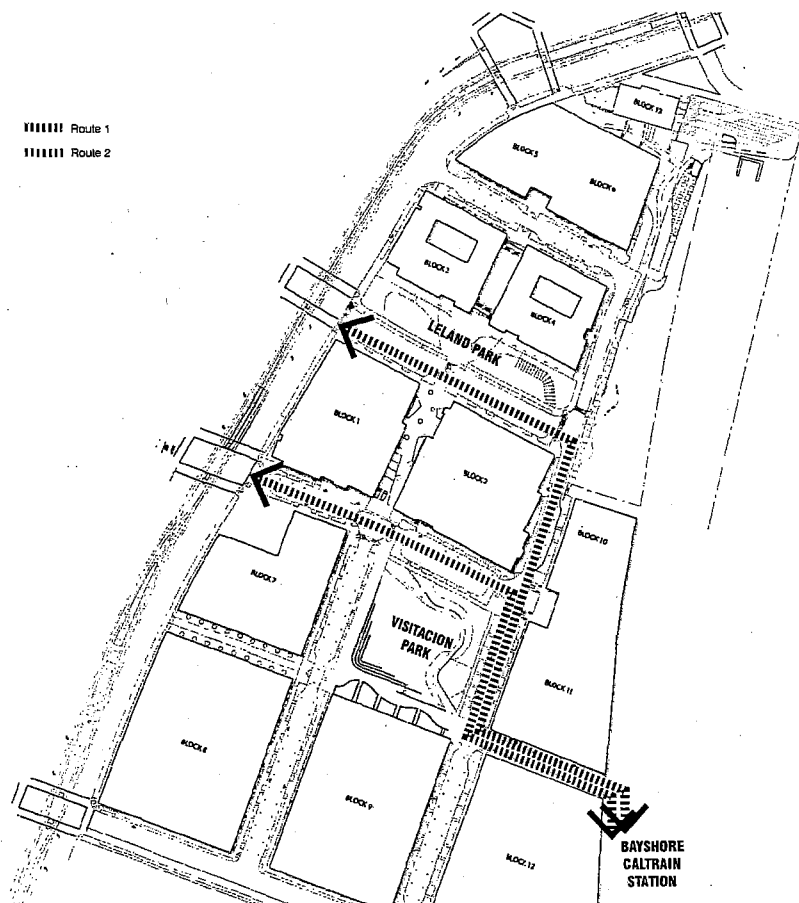 Route 1
Route 2
BLOCK 13
BLOCK 5
BLOCK 6
BLOCK 3
BLOCK 4
LELAND PARK
BLOCK 1
BLOCK 2
BLOCK 10
BLOCK 7
VISITACION
PARK
BLOCK 11
BLOCK 8
BLOCK 9
BLOCK 12
BAYSHORE
CALTRAIN
STATION